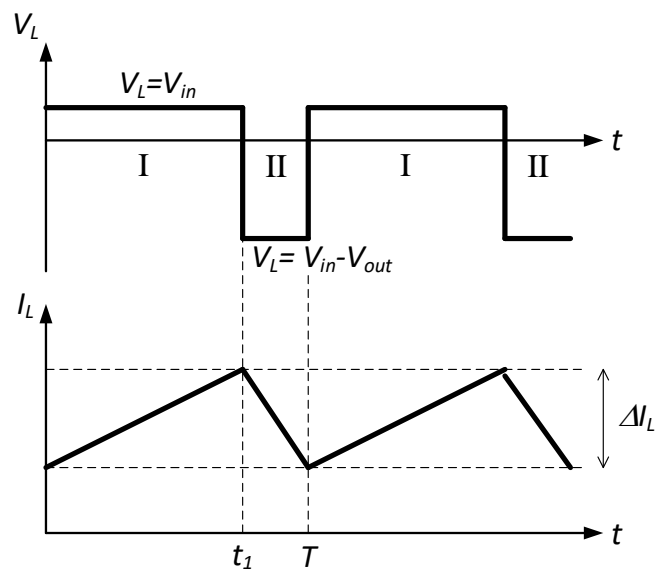 V_L
V_L=V_in
t
I II I II
V_L= V_in-V_out
I_L
ΔI_L
t_1 T t